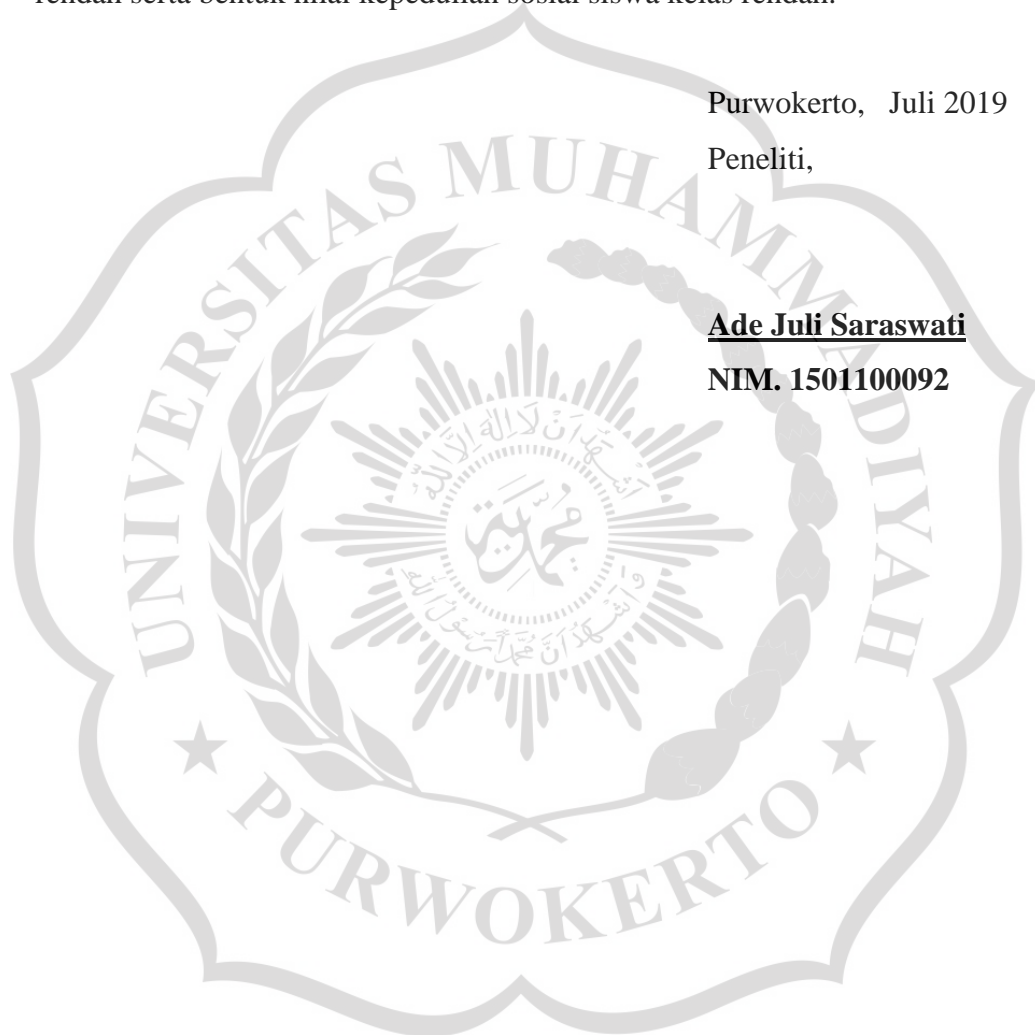 rendah serta bentuk nilai kepedulian sosial siswa kelas rendah.
Purwokerto, Juli 2019
Peneliti,
Ade Juli Saraswati
NIM. 1501100092
UNIVERSITAS MUHAMMADIYAH
PURWOKERTO